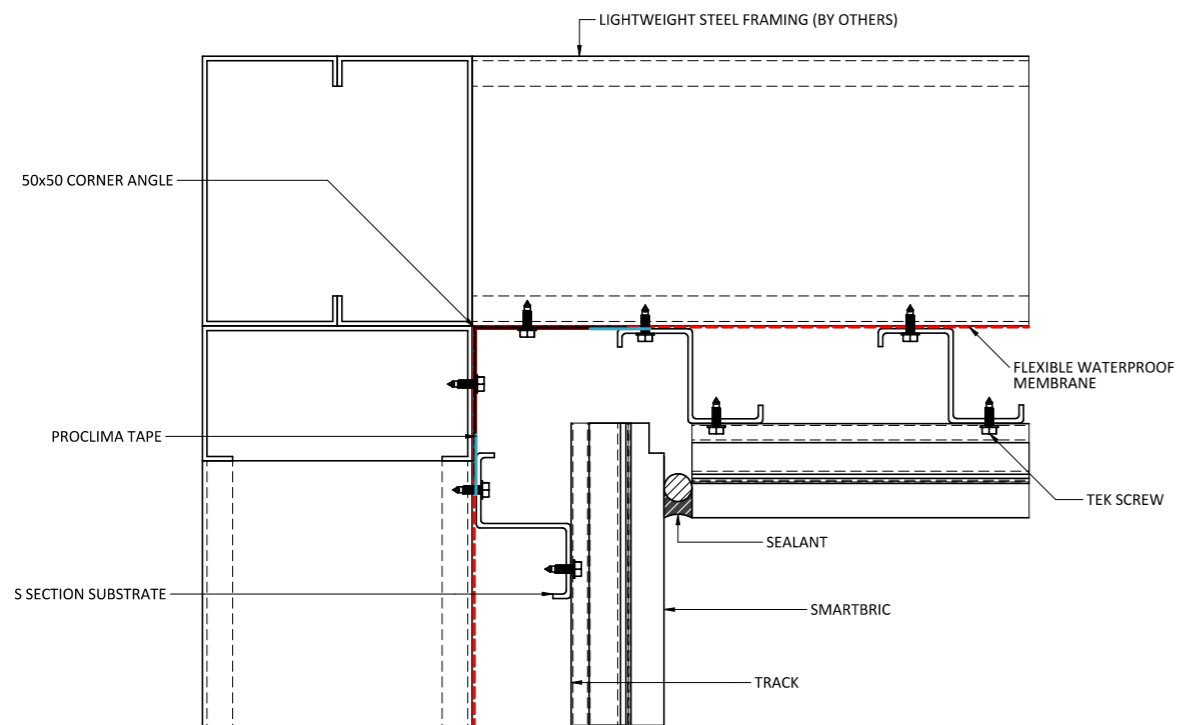 LIGHTWEIGHT STEEL FRAMING (BY OTHERS)
50x50 CORNER ANGLE
FLEXIBLE WATERPROOF
MEMBRANE
PROCLIMA TAPE
TEK SCREW
SEALANT
S SECTION SUBSTRATE
SMARTBRIC
TRACK